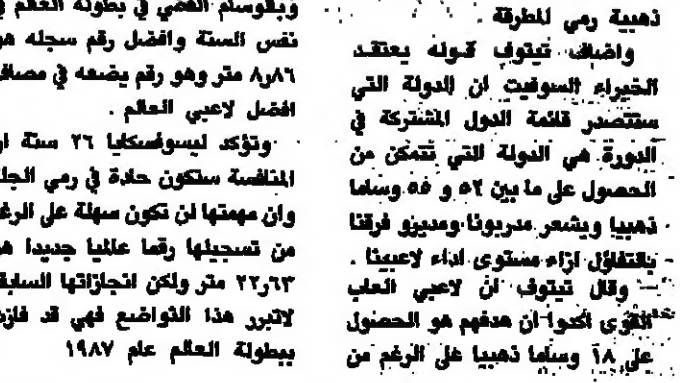 ذهبية رمي المطرقة .
واضاف تيتوف قوله يعتقد
الخبراء السوفيت ان الدولة التي
ستتصدر قائمة الدول المشتركة في
الدورة هي الدولة التي تتمكن من
الحصول على ما بين ٥٢ و ٥٥ وساما
ذهبيا ويشعر مدربونا ومديرو فرقنا
بالتفاؤل ازاء مستوى اداء لاعبينا .
وقال تيتوف ان لاعبي العاب
القوى اكدوا ان هدفهم هو الحصول
على ١٨ وساما ذهبيا على الرغم من
وبالوسام الفضي في بطولة العالم في
نفس السنة وافضل رقم سجله هو
٨٦ر٨ متر وهو رقم يضعه في مصاف
افضل لاعبي العالم .
وتؤكد ليسوفسكايا ٢٦ سنة ان
المنافسة ستكون حادة في رمي الجلة
وان مهمتها لن تكون سهلة على الرغم
من تسجيلها رقما عالميا جديدا هو
٢٢ر٦٣ متر ولكن انجازاتها السابقة
لاتبرر هذا التواضع فهي قد فازت
ببطولة العالم عام ١٩٨٧